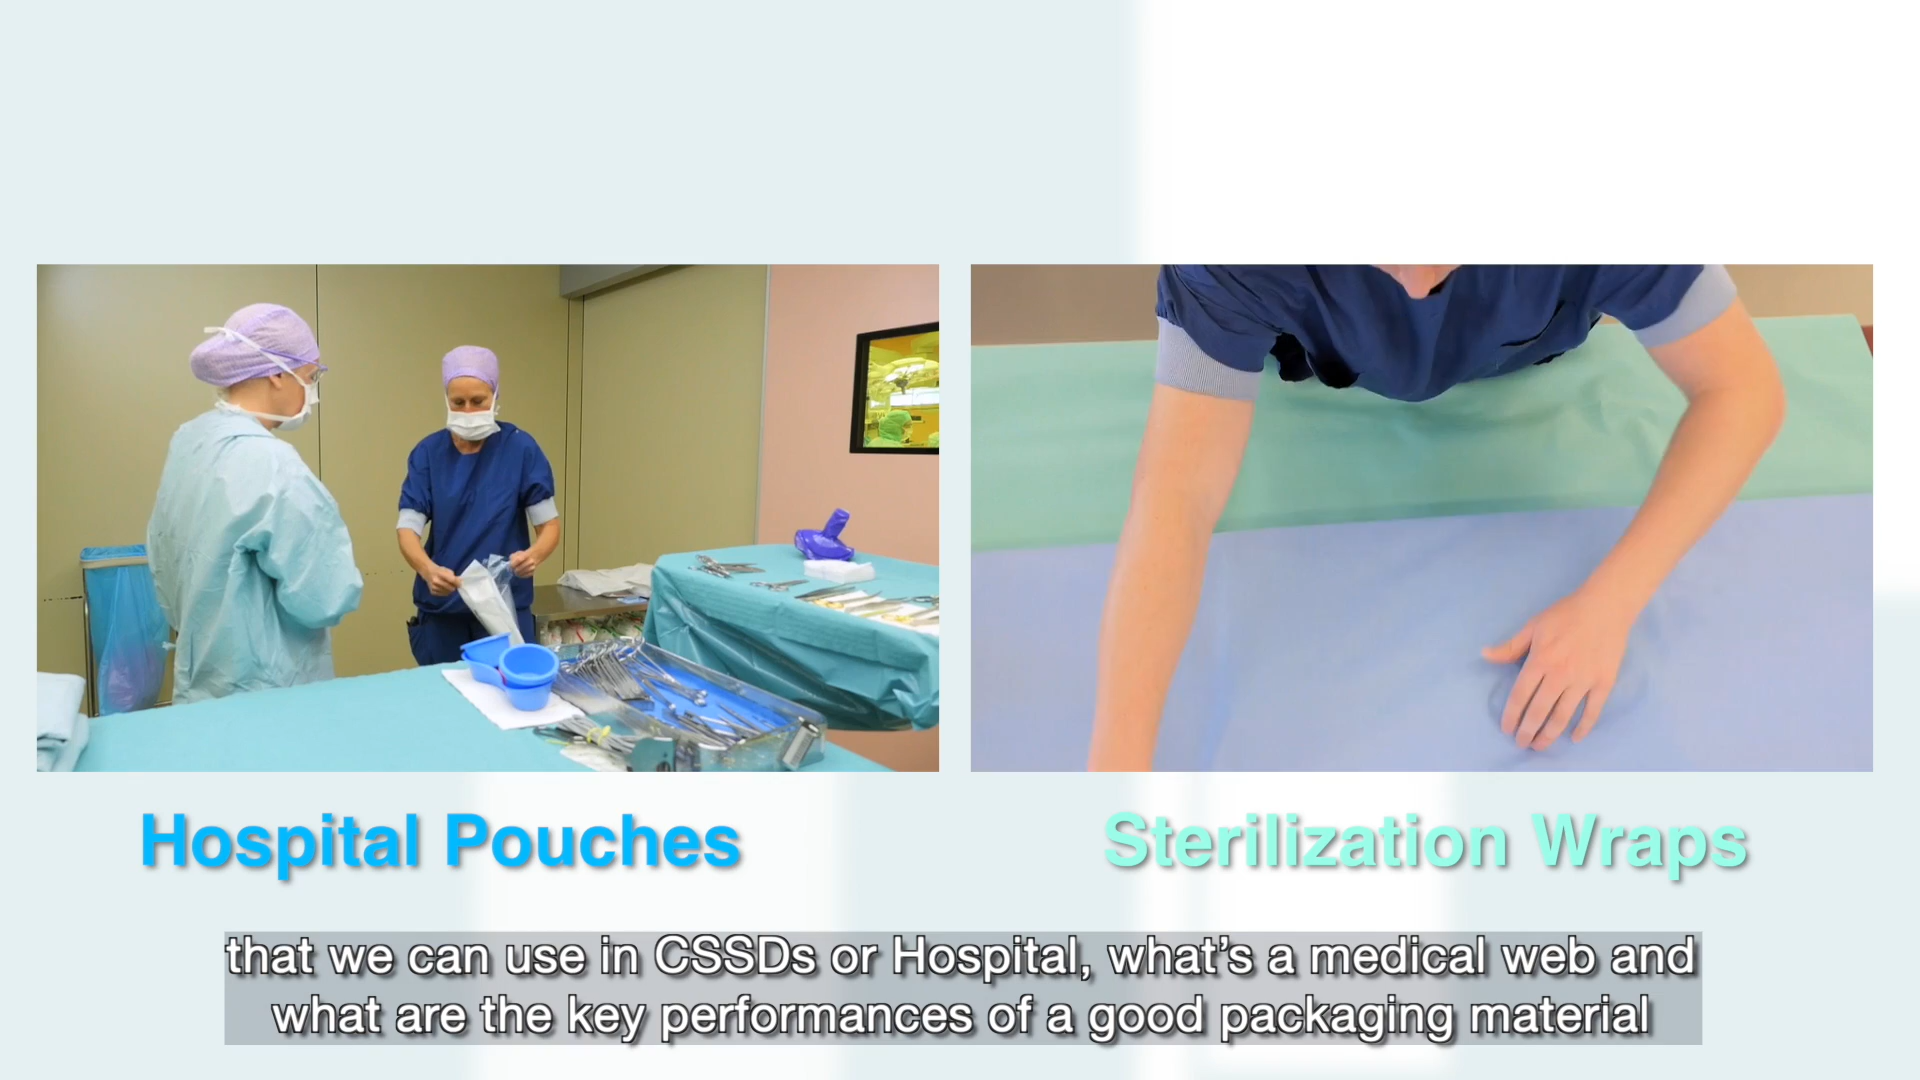 Hospital Pouches
Sterilization Wraps
that we can use in CSSDs or Hospital, what's a medical web and
what are the key performances of a good packaging material